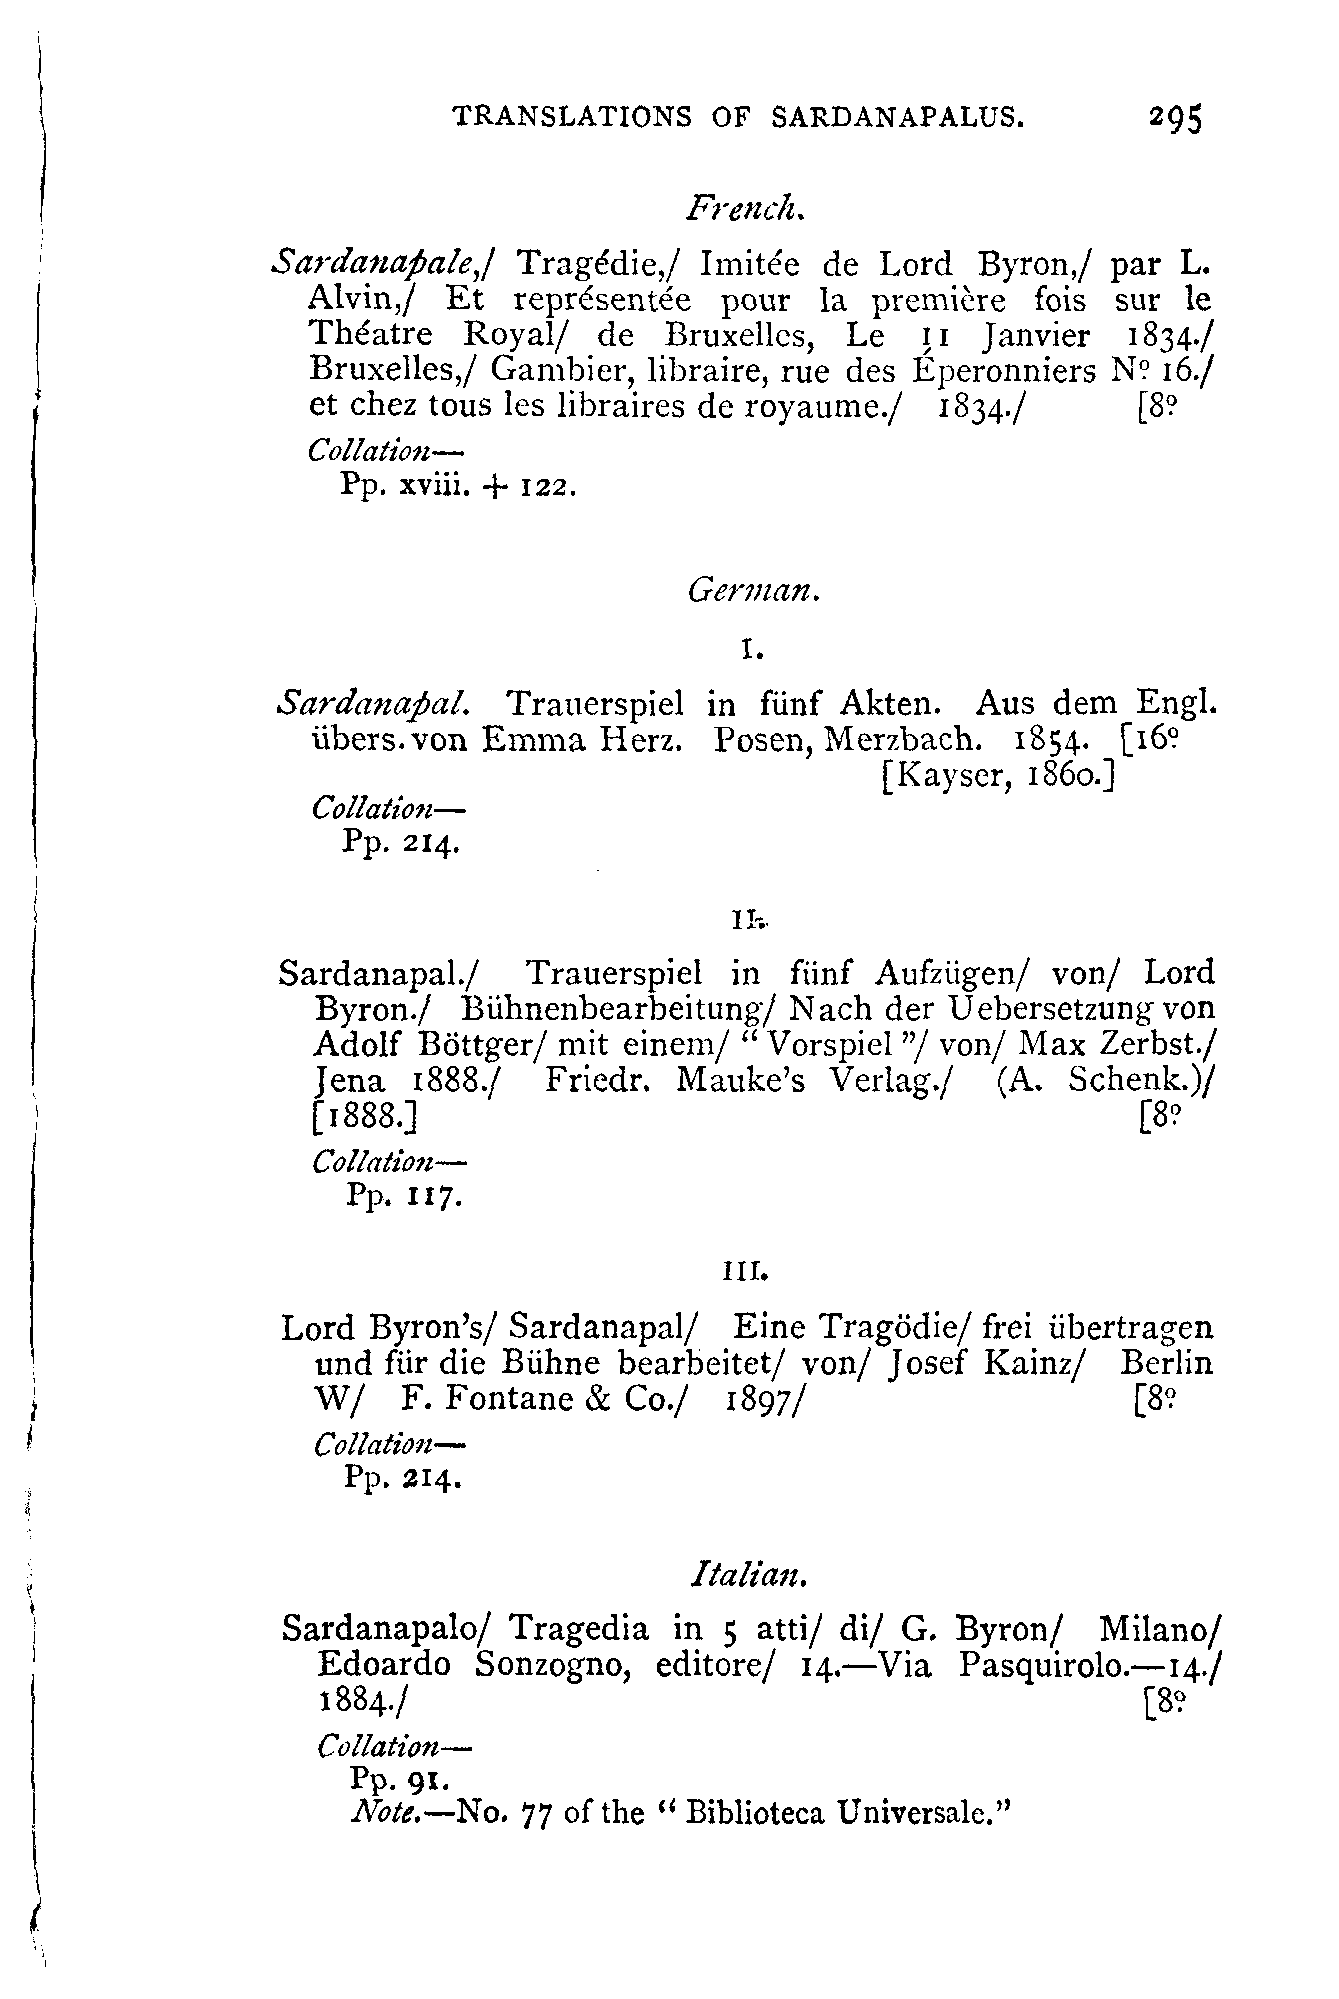 TRANSLATIONS OF SARDANAPALUS. 295
French.
Sardanapale,/ Tragédie,/ Imitée de Lord Byron,/ par L.
Alvin,/ Et représentée pour la première fois sur le
Théatre Royal/ de Bruxelles, Le 11 Janvier 1834./
Bruxelles,/ Gambier, libraire, rue des Éperonniers Nº 16./
et chez tous les libraires de royaume./ 1834./ [8º
Collation—
Pp. xviii. + 122.
German.
I.
Sardanapal. Trauerspiel in fünf Akten. Aus dem Engl.
übers. von Emma Herz. Posen, Merzbach. 1854. [16º
[Kayser, 1860.]
Collation—
Pp. 214.
II.
Sardanapal./ Trauerspiel in fünf Aufzügen/ von/ Lord
Byron./ Bühnenbearbeitung/ Nach der Uebersetzung von
Adolf Böttger/ mit einem/ “Vorspiel”/ von/ Max Zerbst./
Jena 1888./ Friedr. Mauke's Verlag./ (A. Schenk.)/
[1888.] [8º
Collation—
Pp. 117.
III.
Lord Byron's/ Sardanapal/ Eine Tragödie/ frei übertragen
und für die Bühne bearbeitet/ von/ Josef Kainz/ Berlin
W/ F. Fontane & Co./ 1897/ [8º
Collation—
Pp. 214.
Italian.
Sardanapalo/ Tragedia in 5 atti/ di/ G. Byron/ Milano/
Edoardo Sonzogno, editore/ 14.—Via Pasquirolo.—14./
1884./ [8º
Collation—
Pp. 91.
Note.—No. 77 of the “Biblioteca Universale.”